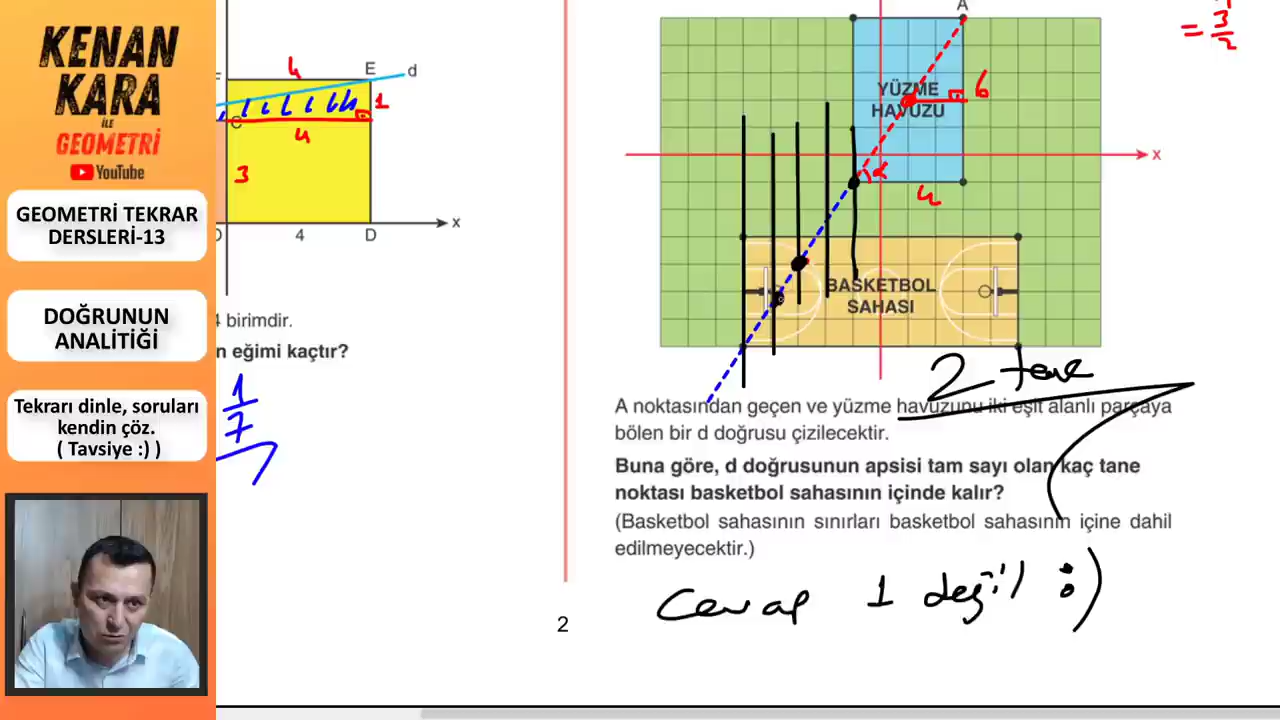 KENAN
KARA
İLE
GEOMETRİ
YouTube
GEOMETRİ TEKRAR
DERSLERİ-13
DOĞRUNUN
ANALİTİĞİ
Tekrarı dinle, soruları
kendin çöz.
( Tavsiye :) )
4
E
d
1
C
4
3
x
4
D
4 birimdir.
n eğimi kaçtır?
1
7
2
A
= 3
2
YÜZME
HAVUZU
6
x
α
4
BASKETBOL
SAHASI
2 tane
A noktasından geçen ve yüzme havuzunu iki eşit alanlı parçaya
bölen bir d doğrusu çizilecektir.
Buna göre, d doğrusunun apsisi tam sayı olan kaç tane
noktası basketbol sahasının içinde kalır?
(Basketbol sahasının sınırları basketbol sahasının içine dahil
edilmeyecektir.)
Cevap 1 değil :)